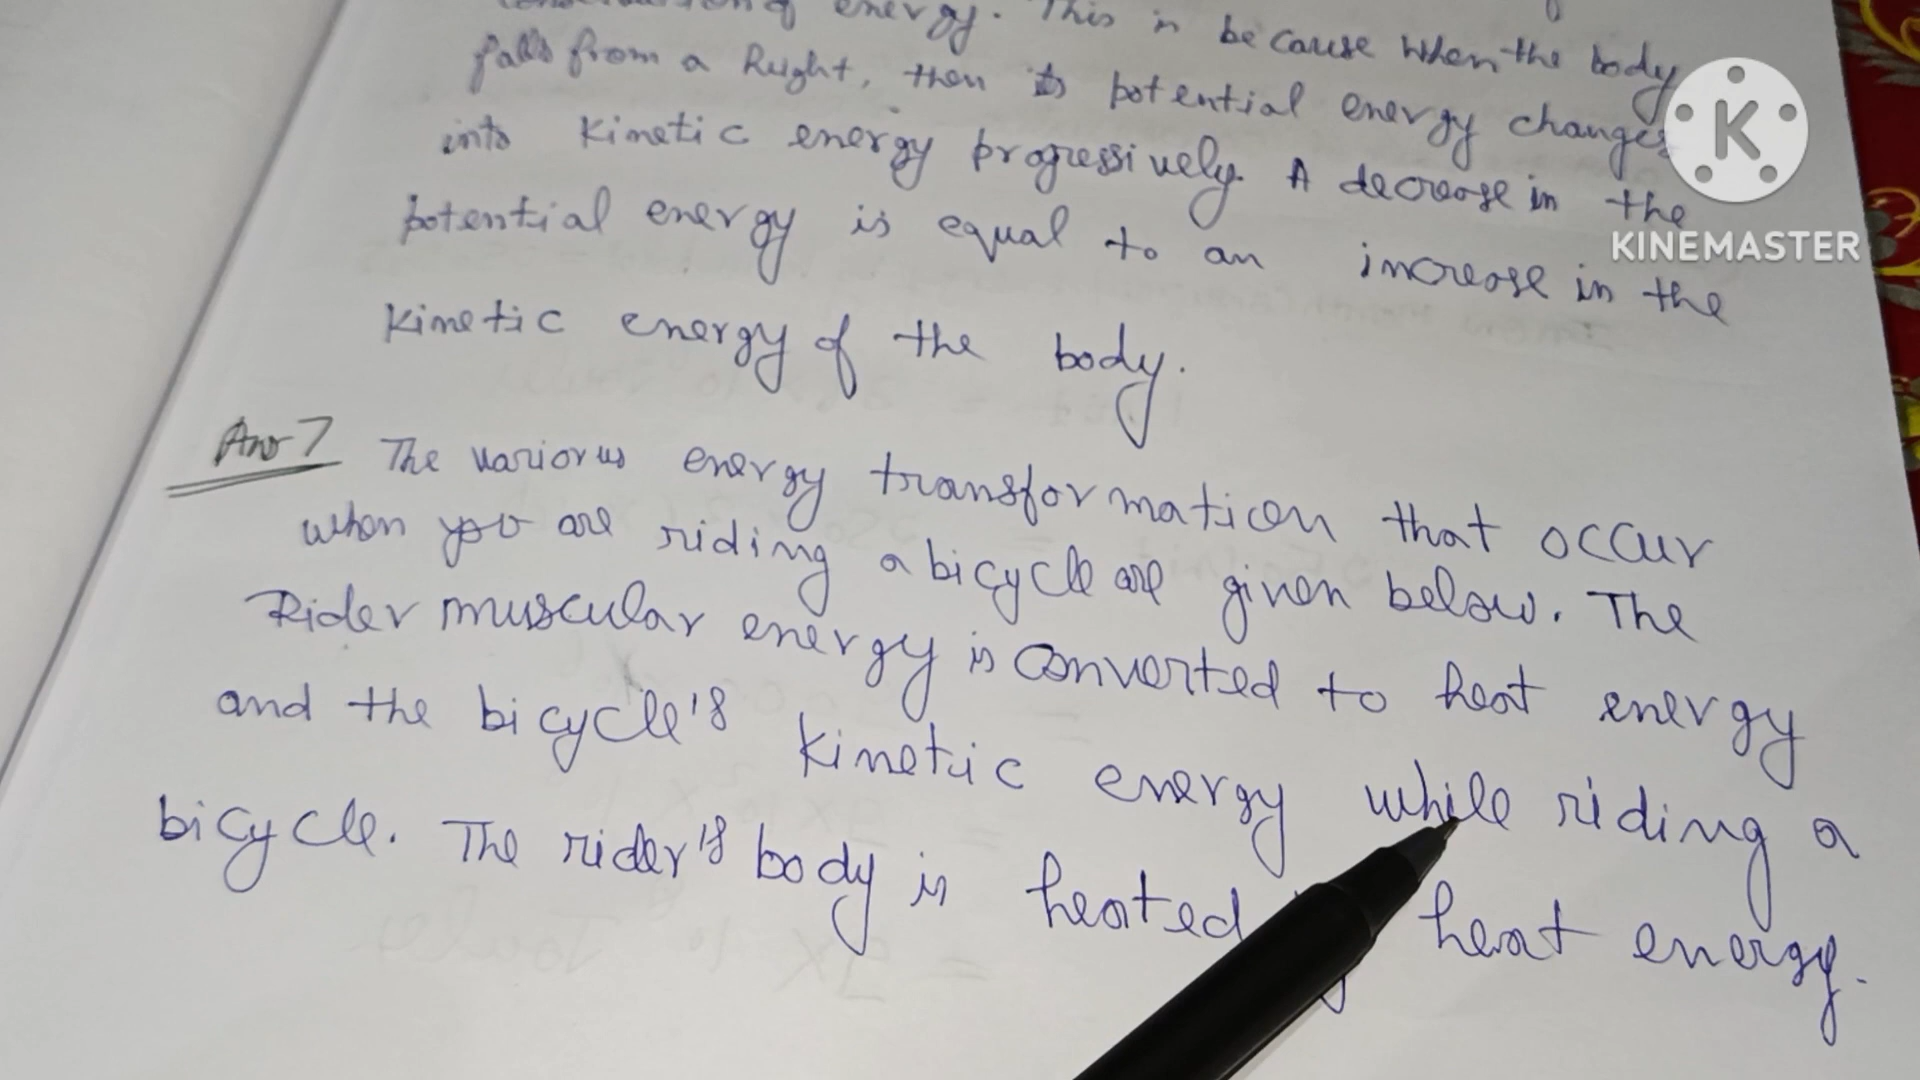 of energy. This is because when the body
falls from a height, then its potential energy changes
into kinetic energy progressively. A decrease in the
potential energy is equal to an increase in the
kinetic energy of the body.
Ans 7 The various energy transformation that occur
when you are riding a bicycle are given below. The
Rider muscular energy is converted to heat energy
and the bicycle's kinetic energy while riding a
bicycle. The rider's body is heated heat energy.
K
KINEMASTER